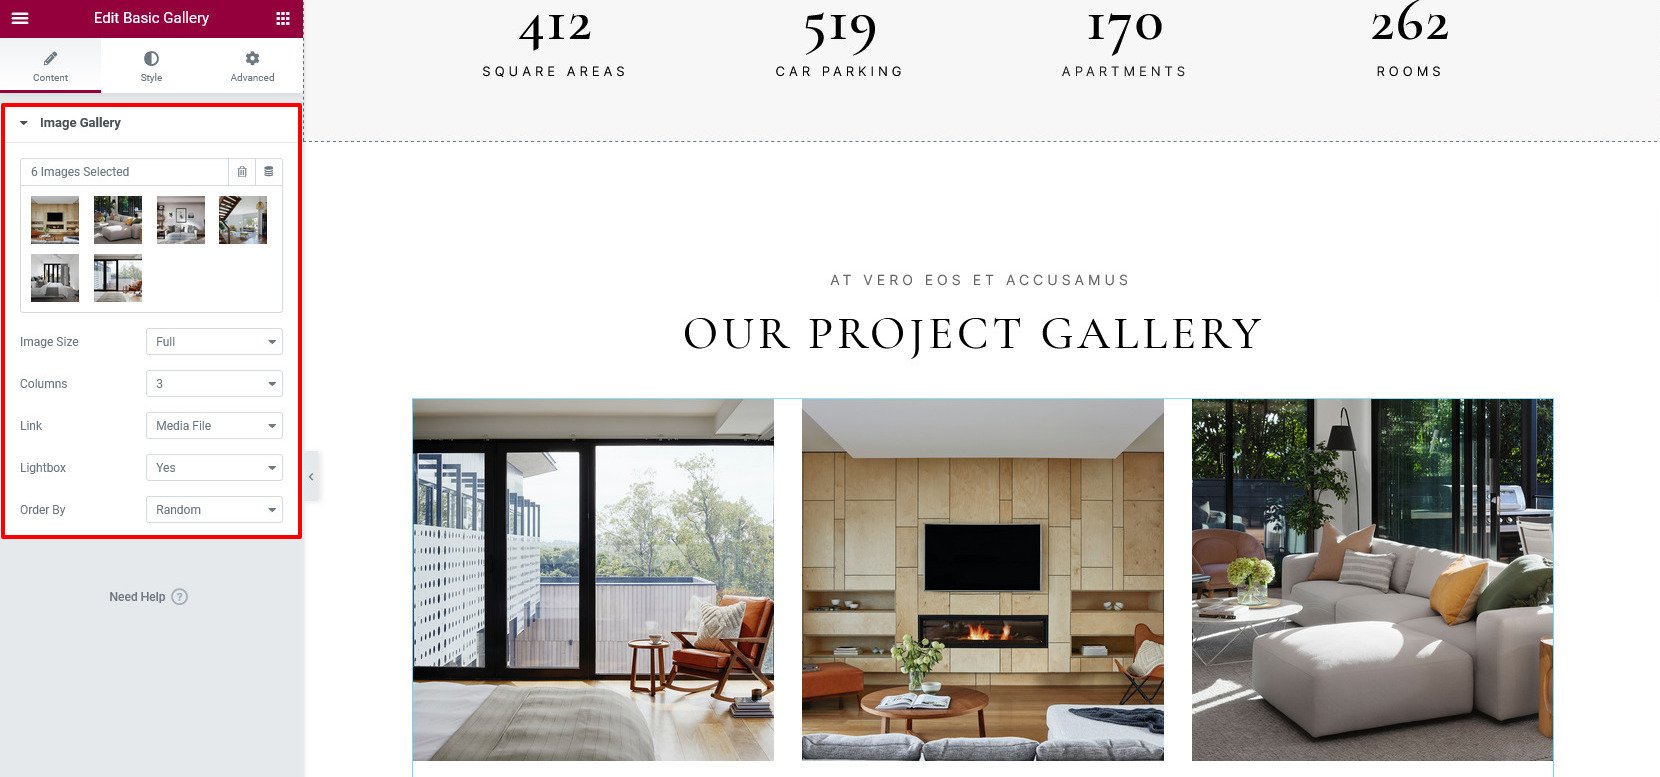 Edit Basic Gallery
Content
Style
Advanced
Image Gallery
6 Images Selected
Image Size
Full
Columns
3
Link
Media File
Lightbox
Yes
Order By
Random
Need Help ?
412
519
170
262
SQUARE AREAS
CAR PARKING
APARTMENTS
ROOMS
AT VERO EOS ET ACCUSAMUS
OUR PROJECT GALLERY